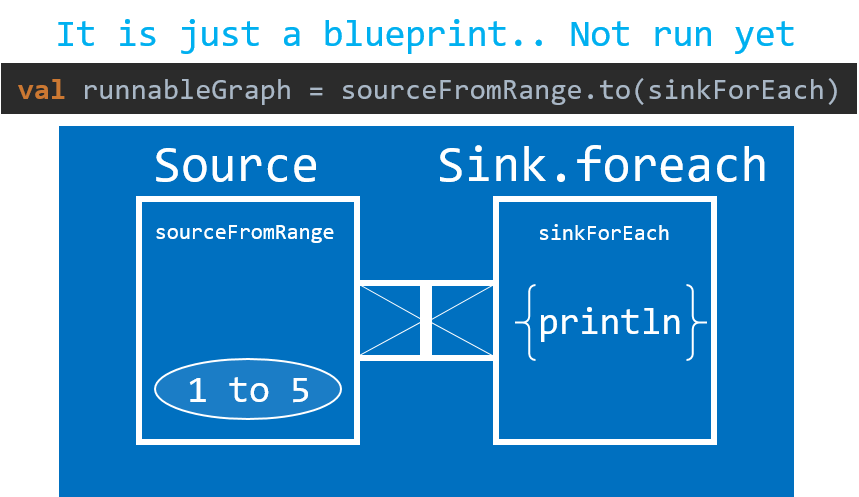 It is just a blueprint.. Not run yet
val runnableGraph = sourceFromRange.to(sinkForEach)
Source Sink.foreach
sourceFromRange sinkForEach
{println}
1 to 5